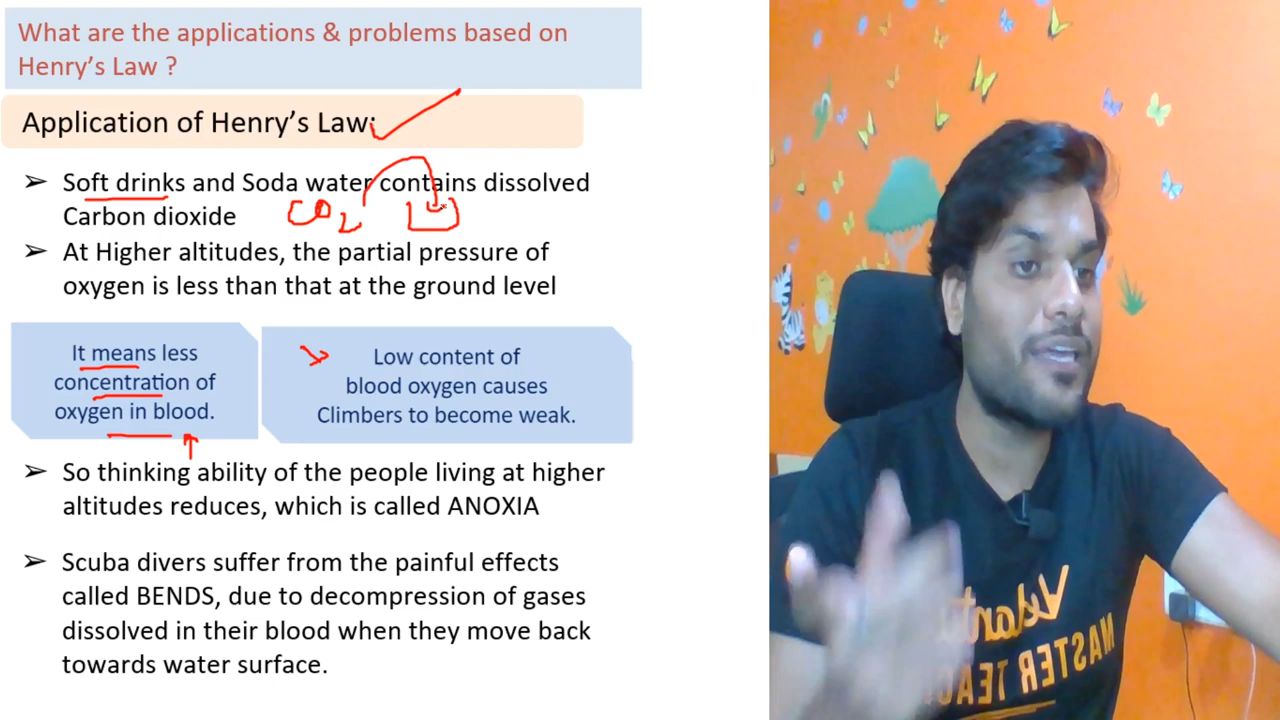 What are the applications & problems based on
Henry's Law ?
Application of Henry's Law:
➢ Soft drinks and Soda water contains dissolved
Carbon dioxide
CO2
➢ At Higher altitudes, the partial pressure of
oxygen is less than that at the ground level
It means less
concentration of
oxygen in blood.
Low content of
blood oxygen causes
Climbers to become weak.
➢ So thinking ability of the people living at higher
altitudes reduces, which is called ANOXIA
➢ Scuba divers suffer from the painful effects
called BENDS, due to decompression of gases
dissolved in their blood when they move back
towards water surface.
MASTER